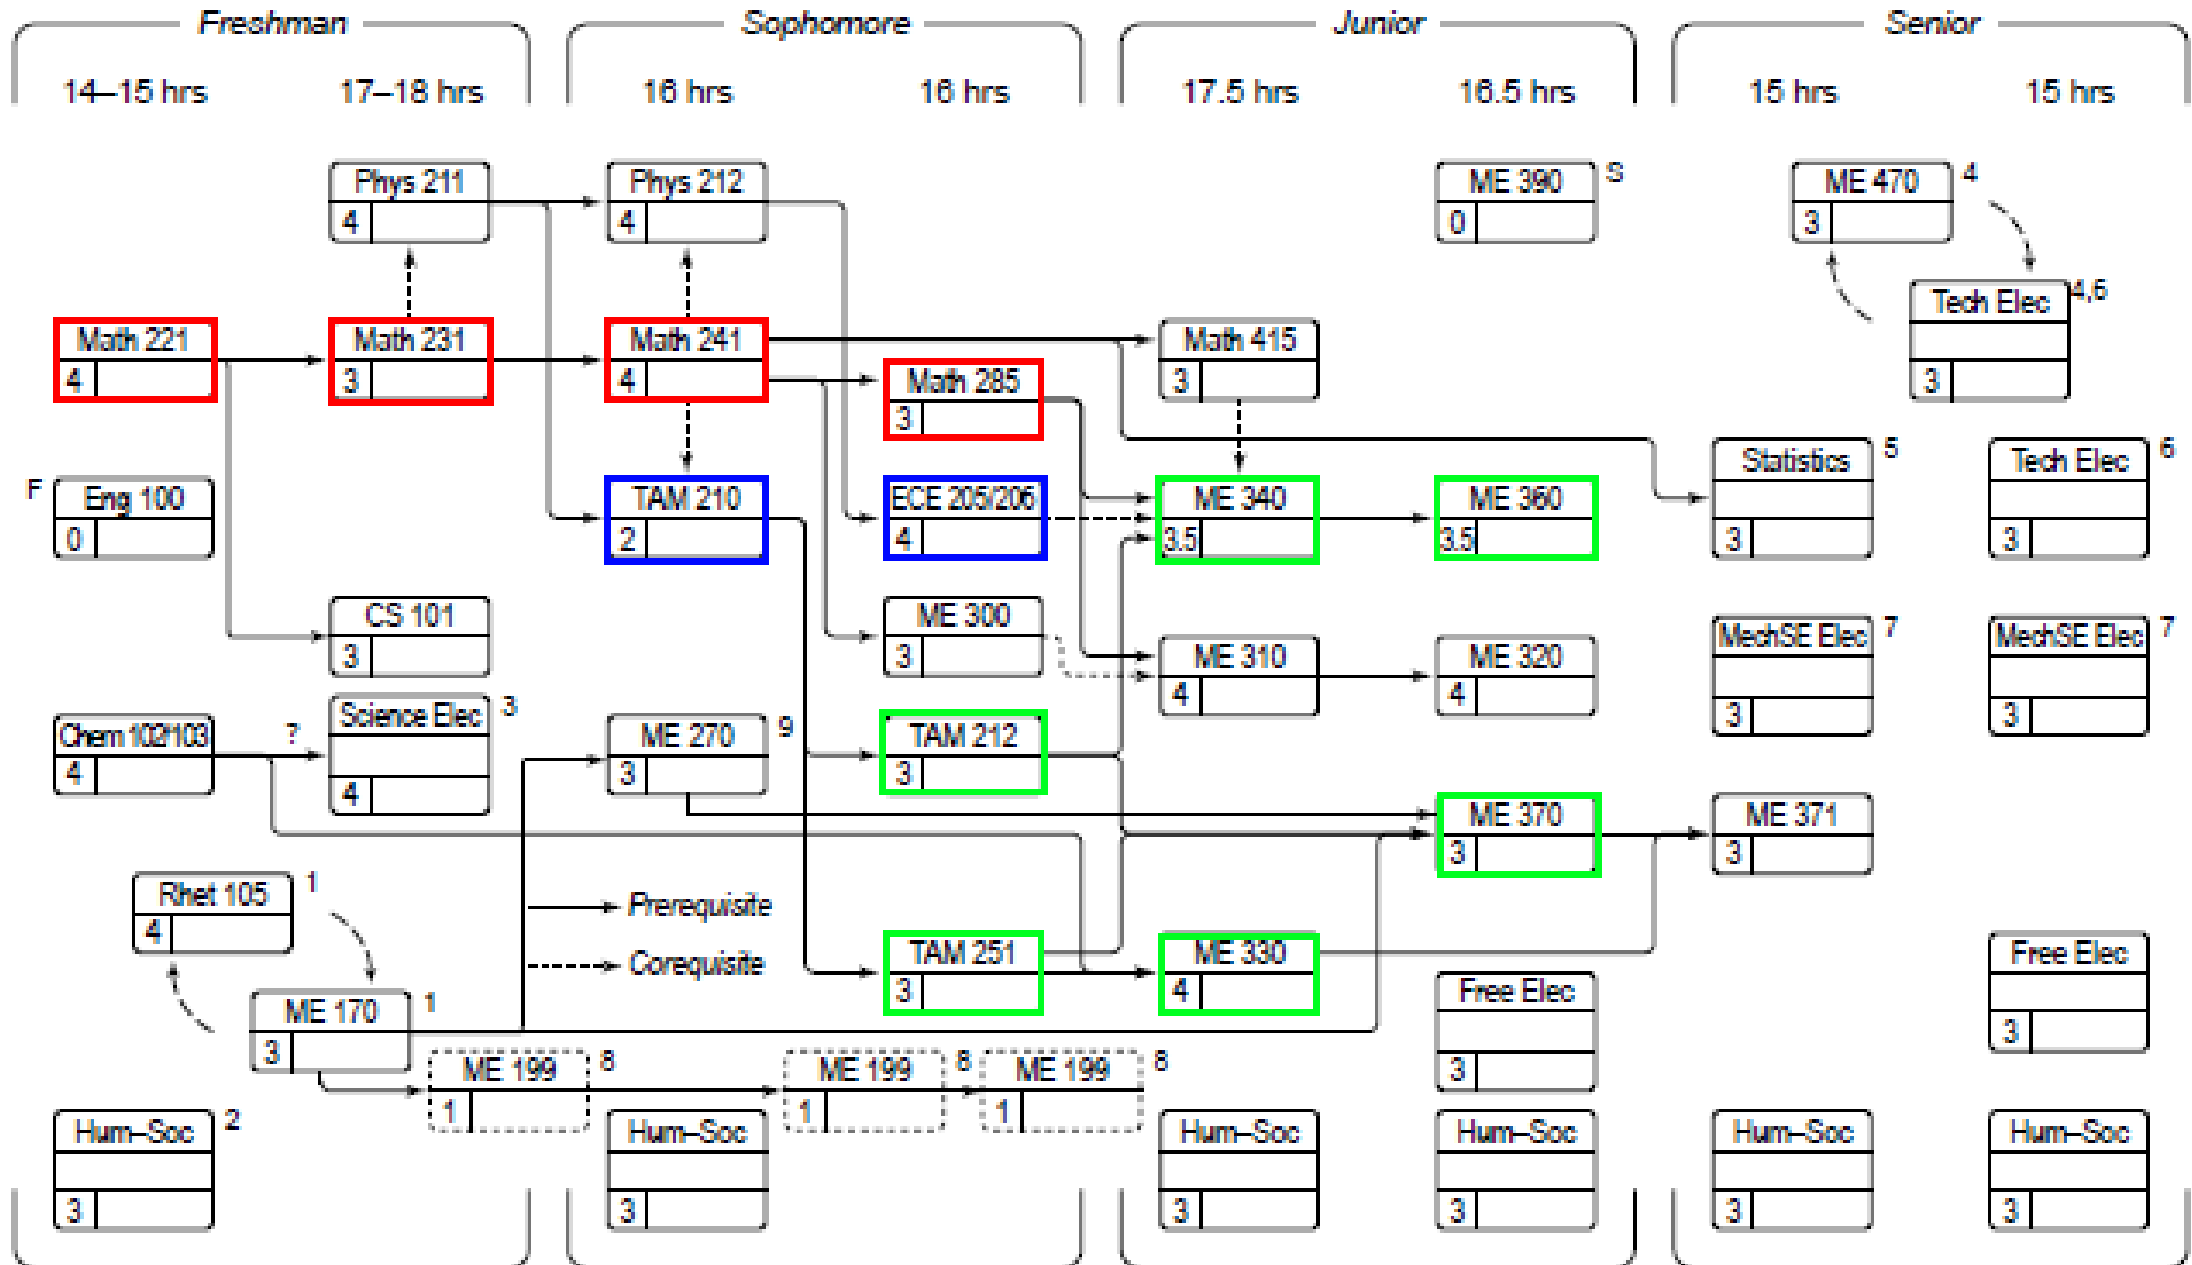 Freshman
Sophomore
Junior
Senior
14–15 hrs
17–18 hrs
16 hrs
16 hrs
17.5 hrs
16.5 hrs
15 hrs
15 hrs
Phys 211
4
Phys 212
4
ME 390
S
0
ME 470
4
3
Tech Elec
4,6
3
Math 221
4
Math 231
3
Math 241
4
Math 285
3
Math 415
3
F
Eng 100
0
TAM 210
2
ECE 205/206
4
ME 340
3.5
ME 360
3.5
Statistics
5
3
Tech Elec
6
3
CS 101
3
ME 300
3
ME 310
4
ME 320
4
MechSE Elec
7
3
MechSE Elec
7
3
Chem 102/103
4
?
Science Elec
3
4
ME 270
9
3
TAM 212
3
ME 370
3
ME 371
3
Rhet 105
1
4
Prerequisite
Corequisite
TAM 251
3
ME 330
4
Free Elec
3
Free Elec
3
ME 170
1
3
ME 199
8
1
ME 199
8
1
ME 199
8
1
Hum–Soc
2
3
Hum–Soc
3
Hum–Soc
3
Hum–Soc
3
Hum–Soc
3
Hum–Soc
3